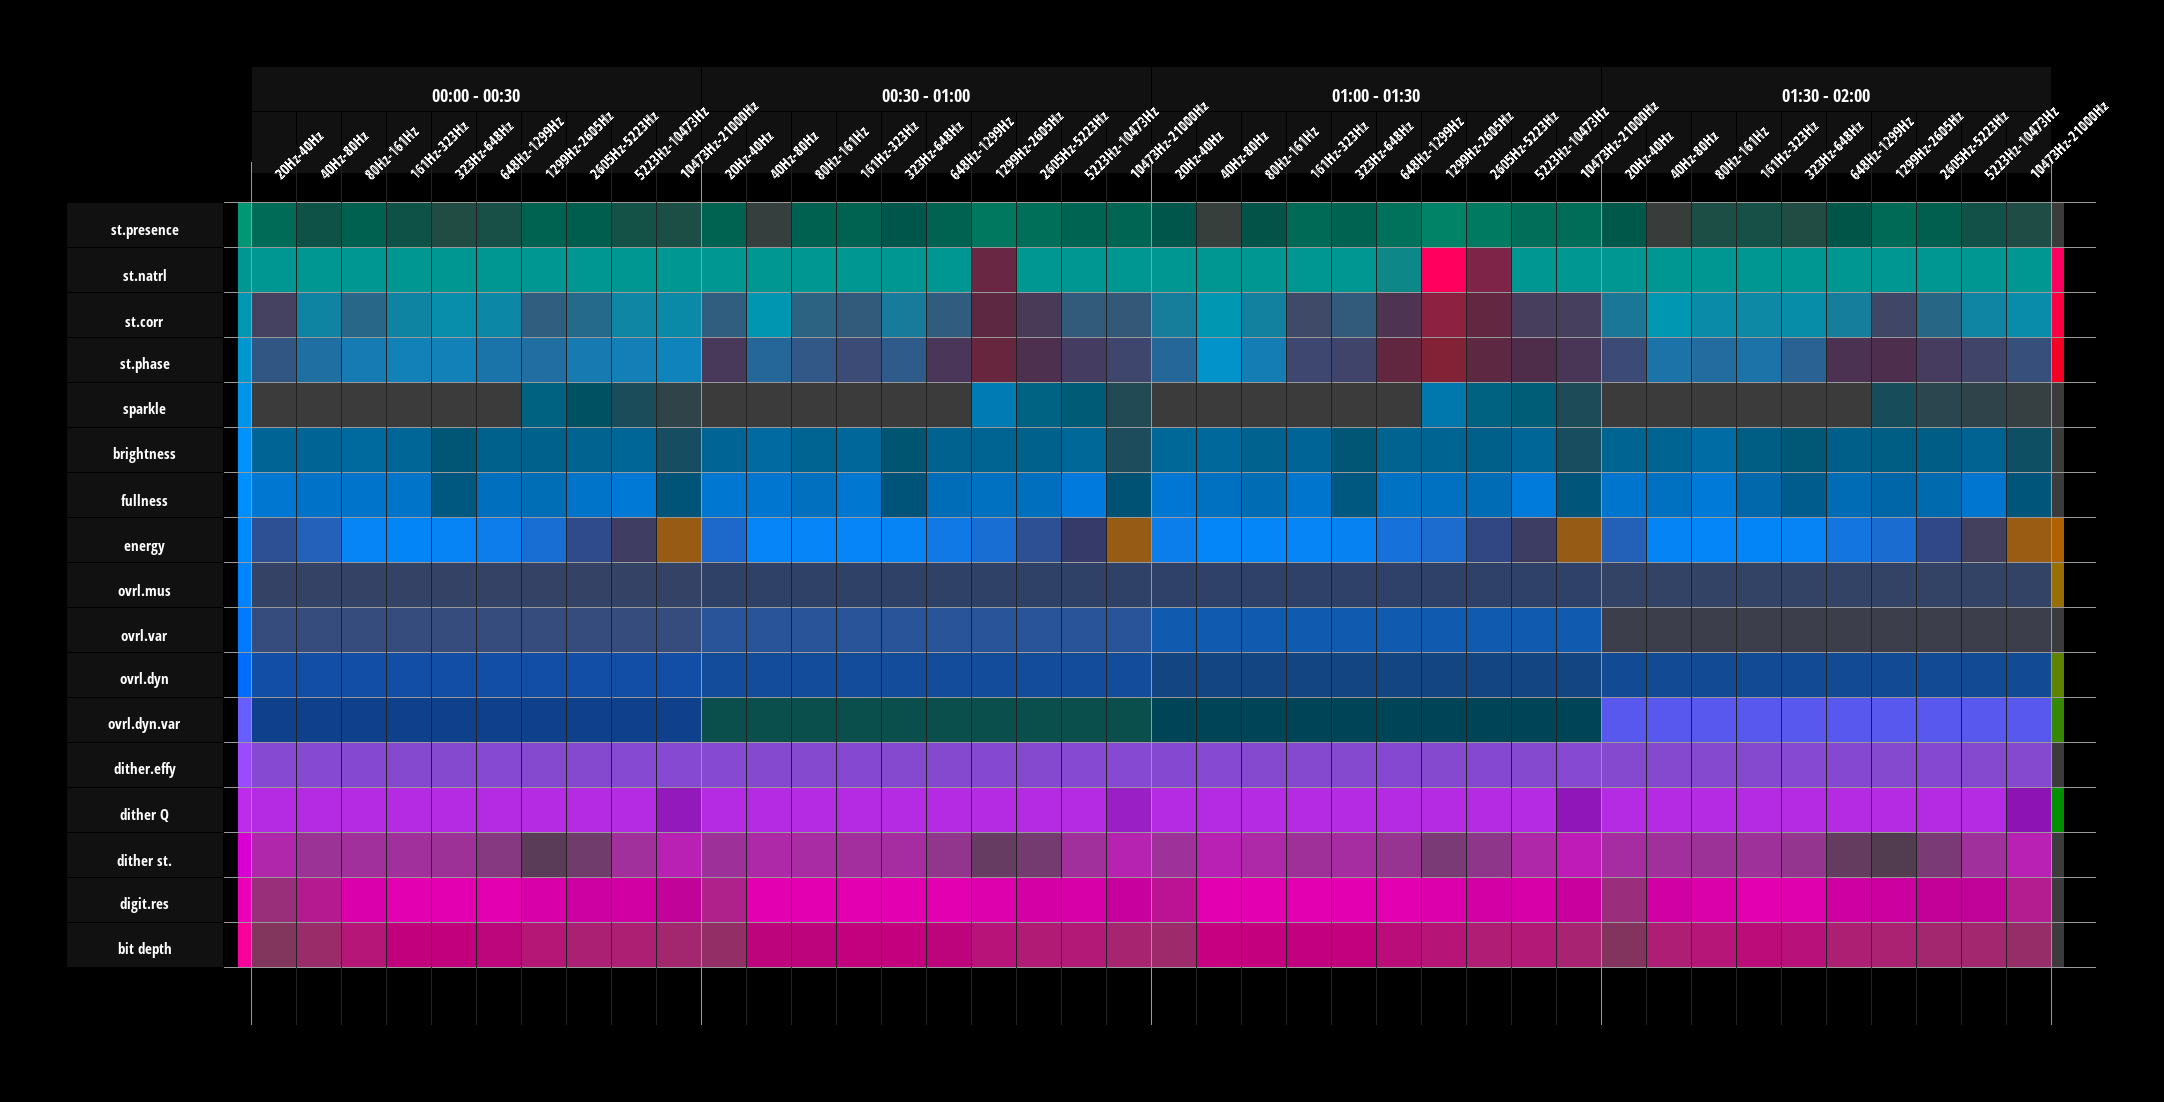 00:00 - 00:30 00:30 - 01:00 01:00 - 01:30 01:30 - 02:00
20Hz-40Hz 40Hz-80Hz 80Hz-161Hz 161Hz-323Hz 323Hz-648Hz 648Hz-1299Hz 1299Hz-2605Hz 2605Hz-5223Hz 5223Hz-10473Hz 10473Hz-21000Hz 20Hz-40Hz 40Hz-80Hz 80Hz-161Hz 161Hz-323Hz 323Hz-648Hz 648Hz-1299Hz 1299Hz-2605Hz 2605Hz-5223Hz 5223Hz-10473Hz 10473Hz-21000Hz 20Hz-40Hz 40Hz-80Hz 80Hz-161Hz 161Hz-323Hz 323Hz-648Hz 648Hz-1299Hz 1299Hz-2605Hz 2605Hz-5223Hz 5223Hz-10473Hz 10473Hz-21000Hz 20Hz-40Hz 40Hz-80Hz 80Hz-161Hz 161Hz-323Hz 323Hz-648Hz 648Hz-1299Hz 1299Hz-2605Hz 2605Hz-5223Hz 5223Hz-10473Hz 10473Hz-21000Hz
st.presence
st.natrl
st.corr
st.phase
sparkle
brightness
fullness
energy
ovrl.mus
ovrl.var
ovrl.dyn
ovrl.dyn.var
dither.effy
dither Q
dither st.
digit.res
bit depth